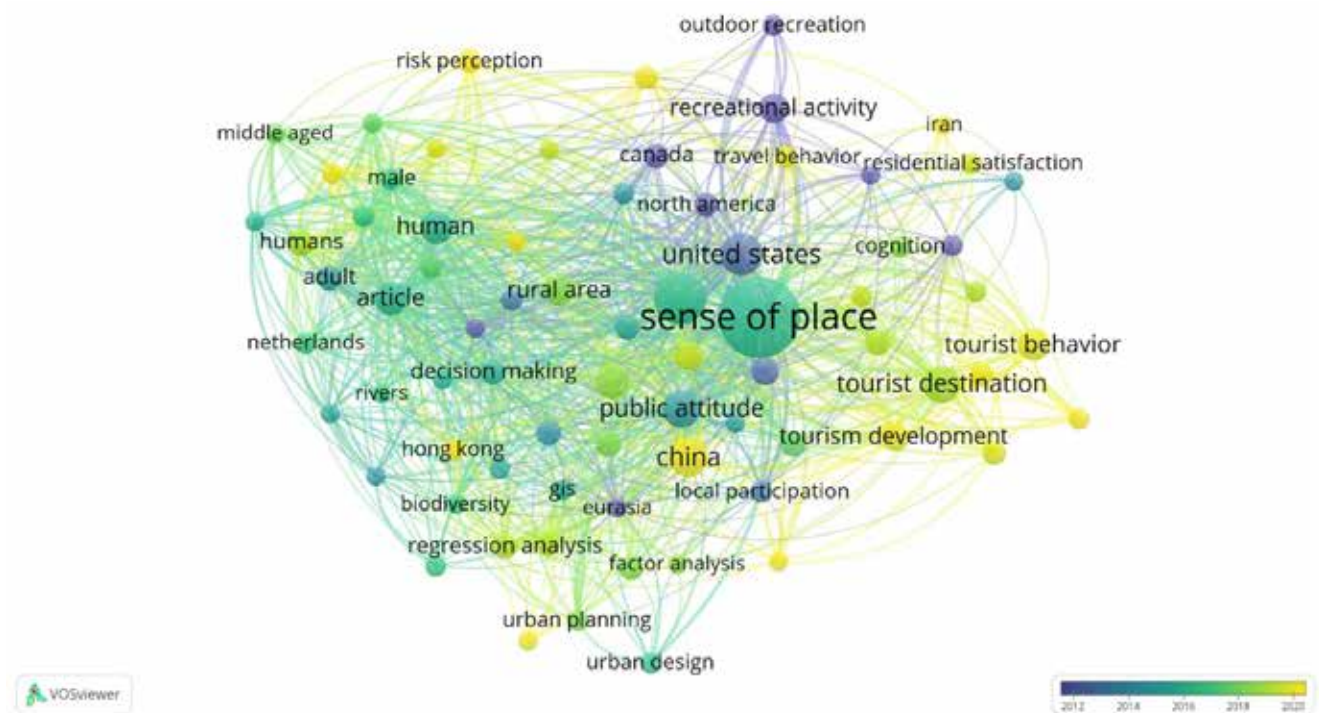 outdoor recreation
risk perception
recreational activity
iran
middle aged
canada
travel behavior
residential satisfaction
male
north america
human
humans
united states
cognition
adult
article
rural area
sense of place
netherlands
tourist behavior
decision making
tourist destination
rivers
public attitude
tourism development
hong kong
china
gis
local participation
biodiversity
eurasia
regression analysis
factor analysis
urban planning
urban design
VOSviewer
2012 2014 2016 2018 2020